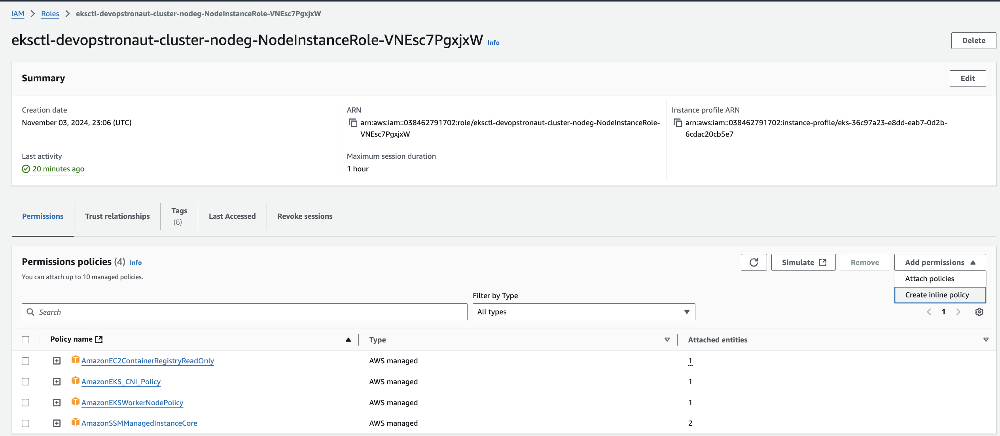 IAM > Roles > eksctl-devopstronaut-cluster-nodeg-NodeInstanceRole-VNEsc7PgxjxW
eksctl-devopstronaut-cluster-nodeg-NodeInstanceRole-VNEsc7PgxjxW Info
Delete
Summary
Edit
Creation date
November 03, 2024, 23:06 (UTC)
ARN
arn:aws:iam::038462791702:role/eksctl-devopstronaut-cluster-nodeg-NodeInstanceRole-
VNEsc7PgxjxW
Instance profile ARN
arn:aws:iam::038462791702:instance-profile/eks-36c97a23-e8dd-eab7-0d2b-
6cdac20cb5e7
Last activity
20 minutes ago
Maximum session duration
1 hour
Permissions
Trust relationships
Tags
(6)
Last Accessed
Revoke sessions
Permissions policies (4) Info
You can attach up to 10 managed policies.
Simulate
Remove
Add permissions
Attach policies
Create inline policy
Filter by Type
Search
All types
1
Policy name Type Attached entities
AmazonEC2ContainerRegistryReadOnly AWS managed 1
AmazonEKS_CNI_Policy AWS managed 1
AmazonEKSWorkerNodePolicy AWS managed 1
AmazonSSMManagedInstanceCore AWS managed 2